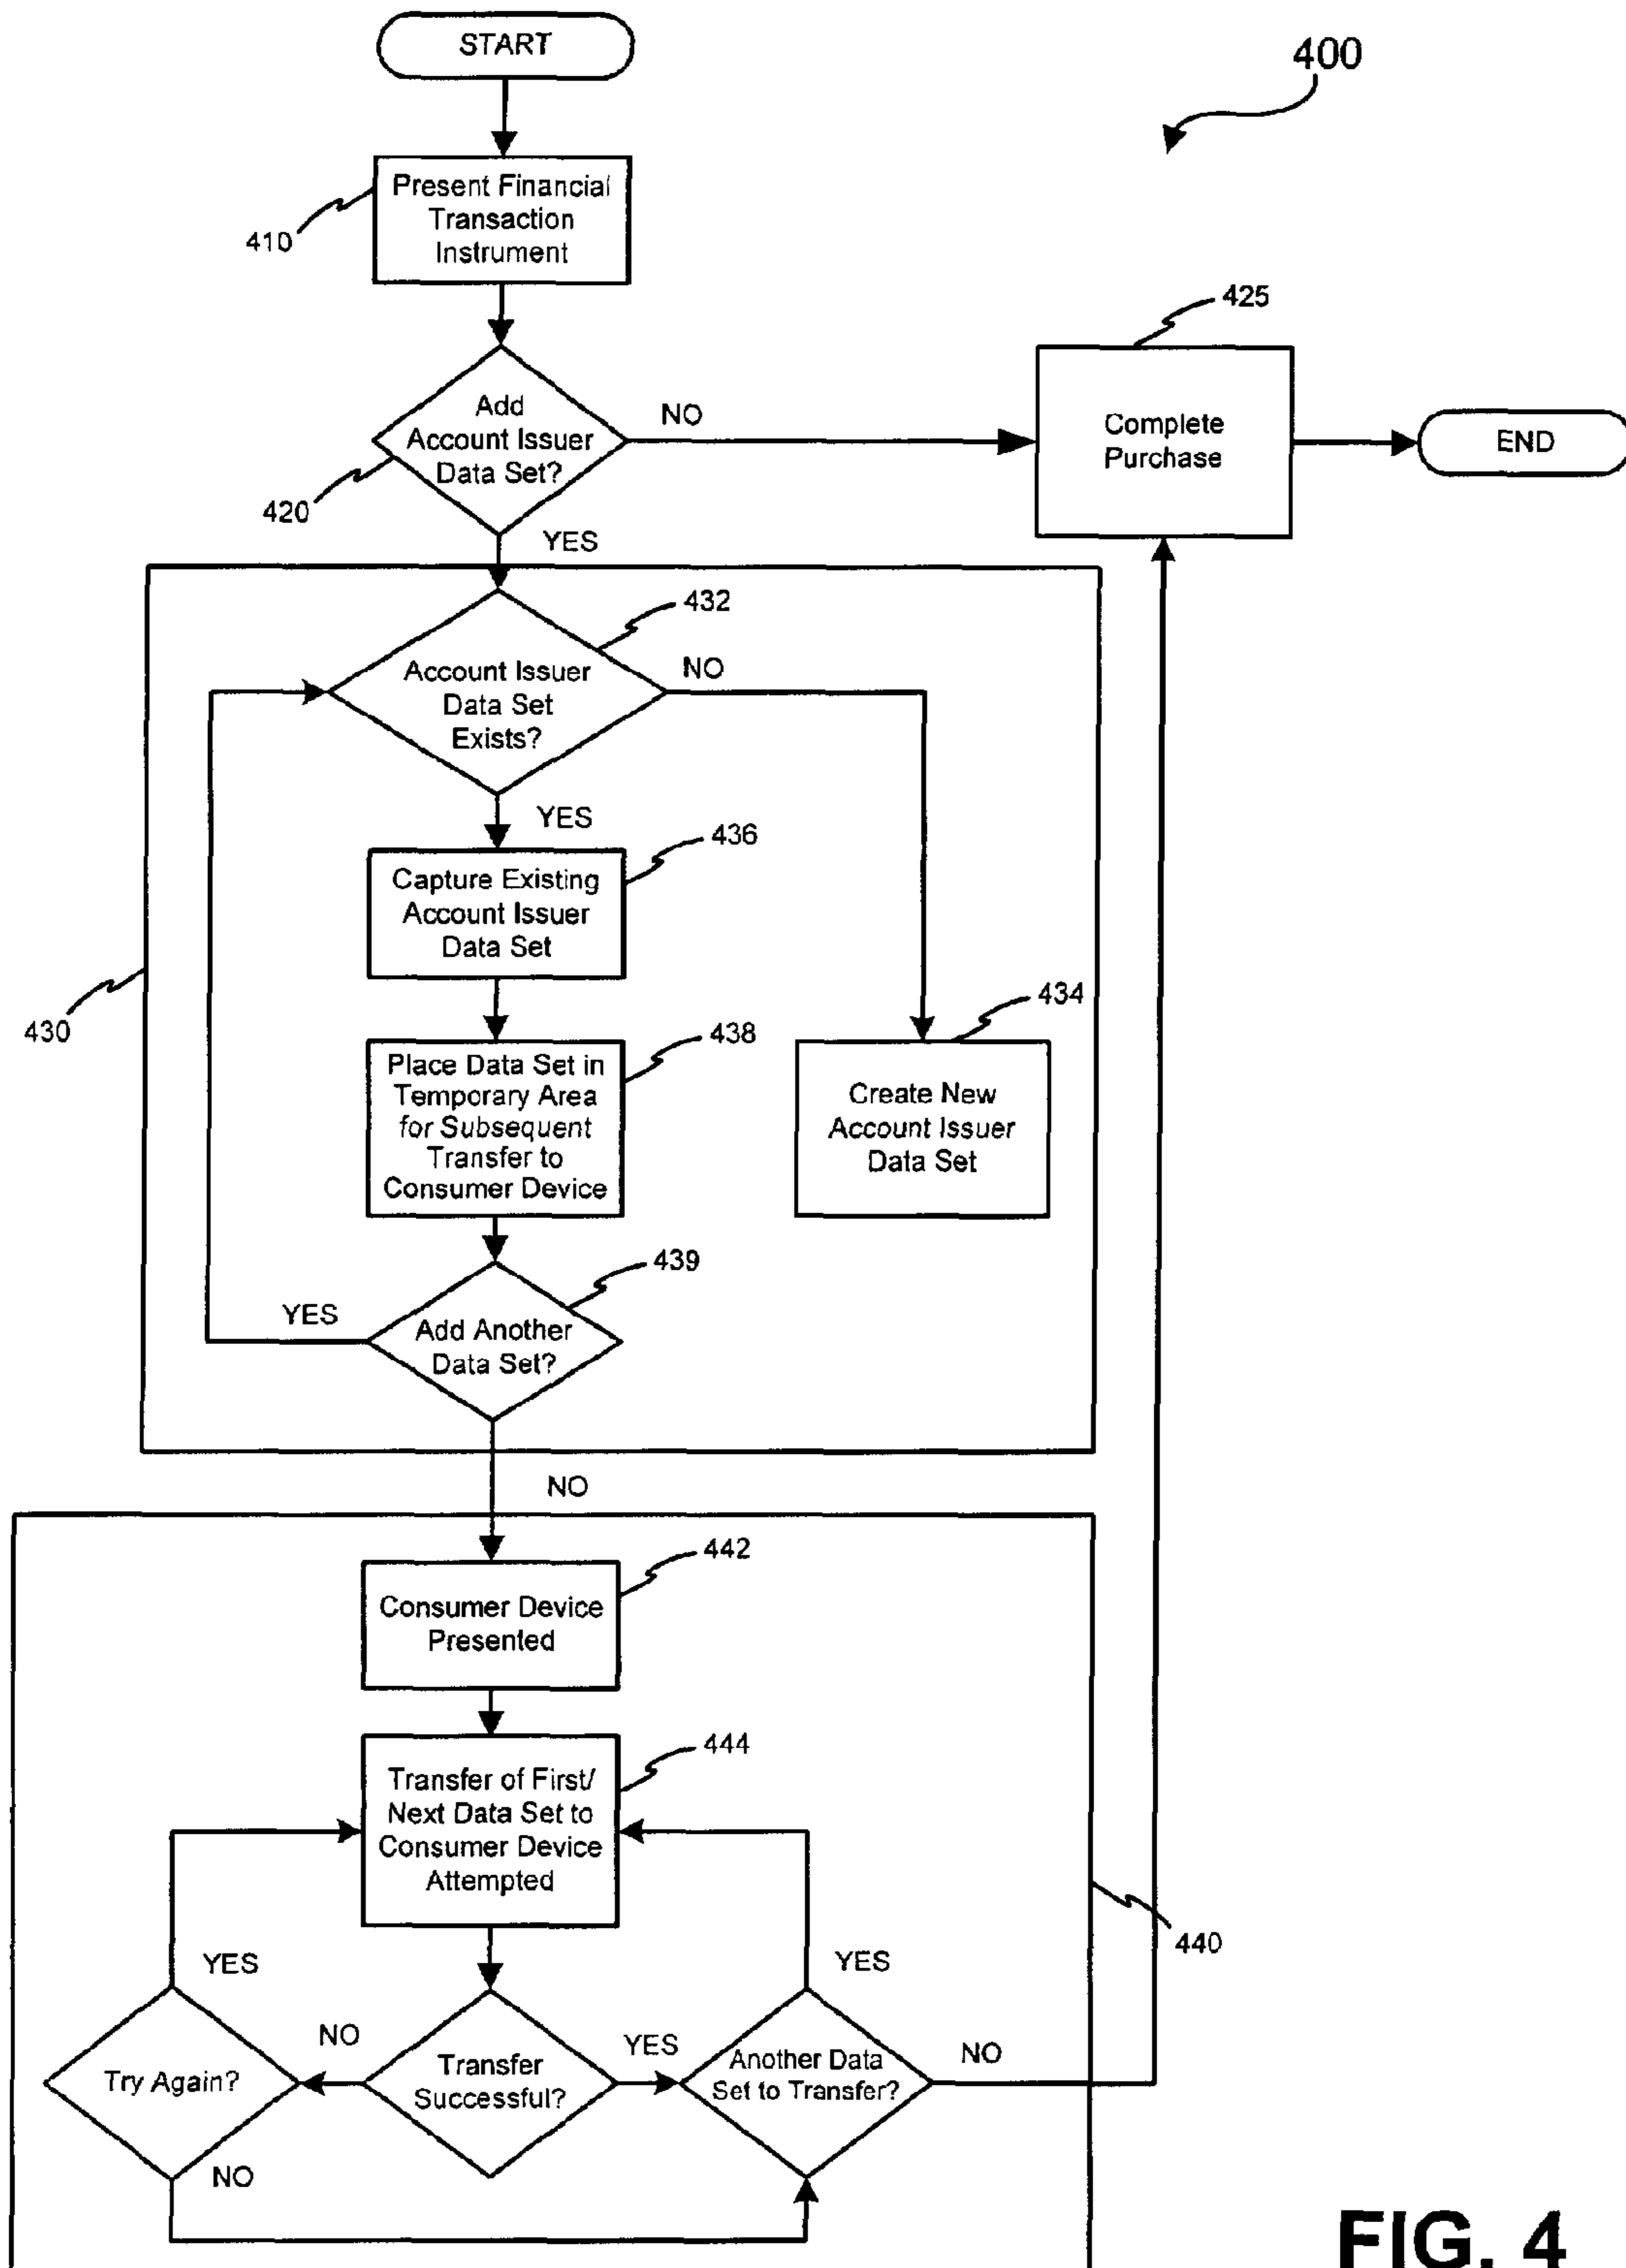 START
400
Present Financial
Transaction
Instrument
410
425
Add
Account Issuer
Data Set?
NO
Complete
Purchase
END
420
YES
432
Account Issuer
Data Set
Exists?
NO
YES
436
Capture Existing
Account Issuer
Data Set
430
434
438
Place Data Set in
Temporary Area
for Subsequent
Transfer to
Consumer Device
Create New
Account Issuer
Data Set
439
YES
Add Another
Data Set?
NO
442
Consumer Device
Presented
444
Transfer of First/
Next Data Set to
Consumer Device
Attempted
440
YES
YES
NO
YES
NO
Try Again?
Transfer
Successful?
Another Data
Set to Transfer?
NO
FIG. 4